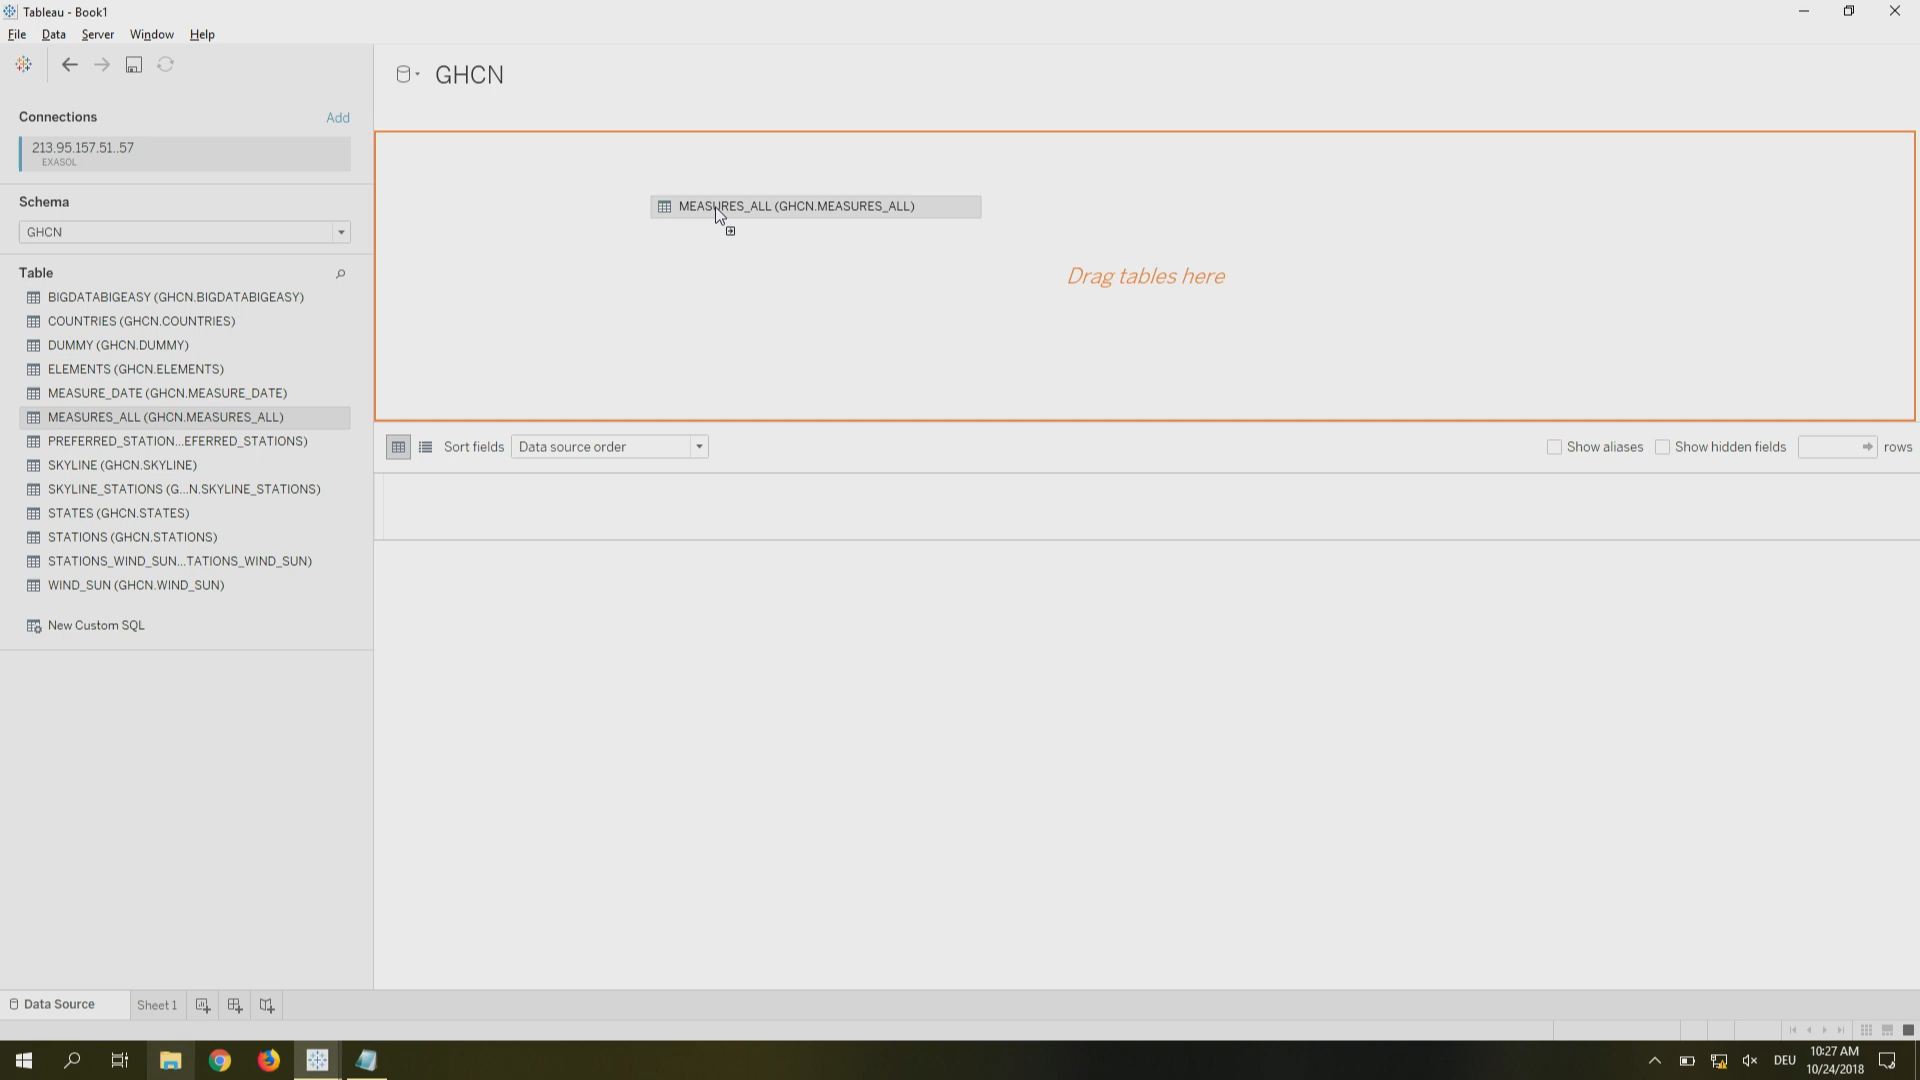 Tableau - Book1
File Data Server Window Help
GHCN
Connections Add
213.95.157.51..57
EXASOL
Schema
GHCN
MEASURES_ALL (GHCN.MEASURES_ALL)
Drag tables here
Table
BIGDATABIGEASY (GHCN.BIGDATABIGEASY)
COUNTRIES (GHCN.COUNTRIES)
DUMMY (GHCN.DUMMY)
ELEMENTS (GHCN.ELEMENTS)
MEASURE_DATE (GHCN.MEASURE_DATE)
MEASURES_ALL (GHCN.MEASURES_ALL)
PREFERRED_STATION...EFERRED_STATIONS)
SKYLINE (GHCN.SKYLINE)
SKYLINE_STATIONS (G...N.SKYLINE_STATIONS)
STATES (GHCN.STATES)
STATIONS (GHCN.STATIONS)
STATIONS_WIND_SUN...TATIONS_WIND_SUN)
WIND_SUN (GHCN.WIND_SUN)
New Custom SQL
Sort fields Data source order Show aliases Show hidden fields rows
Data Source Sheet 1
DEU 10:27 AM
10/24/2018